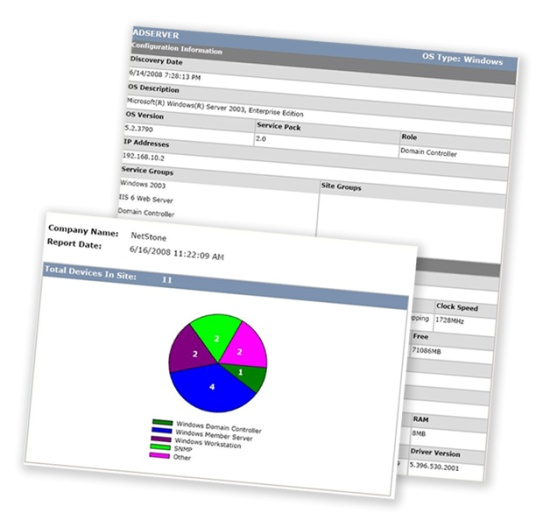 ADSERVER
OS Type: Windows
Configuration Information
Discovery Date
6/14/2008 7:28:13 PM
OS Description
Microsoft(R) Windows(R) Server 2003, Enterprise Edition
OS Version Service Pack Role
5.2.3790 2.0 Domain Controller
IP Addresses
192.168.10.2
Service Groups Site Groups
Windows 2003
IIS 6 Web Server
Domain Controller
Clock Speed
1728MHz
Free
71086MB
RAM
8MB
Driver Version
5.396.530.2001
Company Name: NetStone
Report Date: 6/16/2008 11:22:09 AM
Total Devices In Site: 11
2
2
2
1
4
Windows Domain Controller
Windows Member Server
Windows Workstation
SNMP
Other